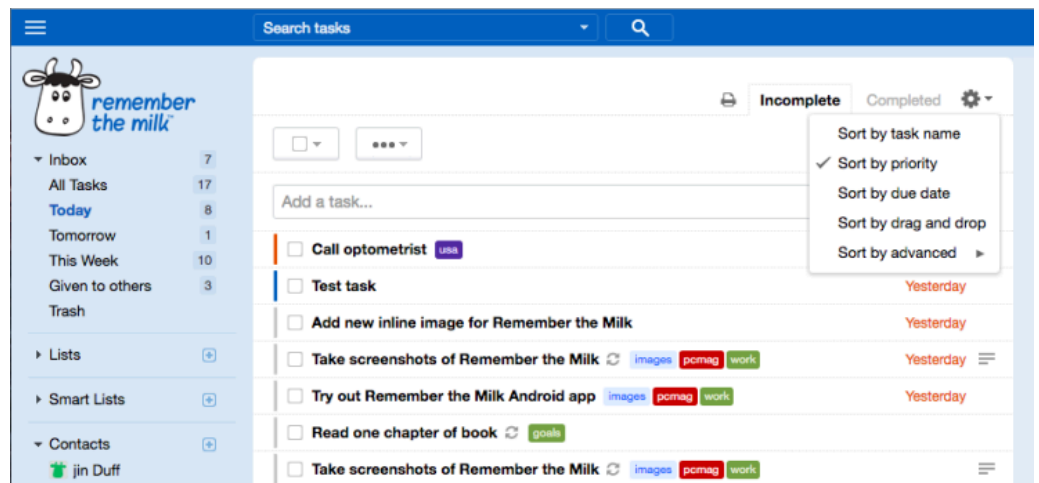 Search tasks
remember
the milk™
Inbox 7
All Tasks 17
Today 8
Tomorrow 1
This Week 10
Given to others 3
Trash
Lists
Smart Lists
Contacts
jin Duff
Incomplete Completed
Sort by task name
Sort by priority
Sort by due date
Sort by drag and drop
Sort by advanced
Add a task...
Call optometrist usa
Test task Yesterday
Add new inline image for Remember the Milk Yesterday
Take screenshots of Remember the Milk images pcmag work Yesterday
Try out Remember the Milk Android app images pcmag work Yesterday
Read one chapter of book goals
Take screenshots of Remember the Milk images pcmag work